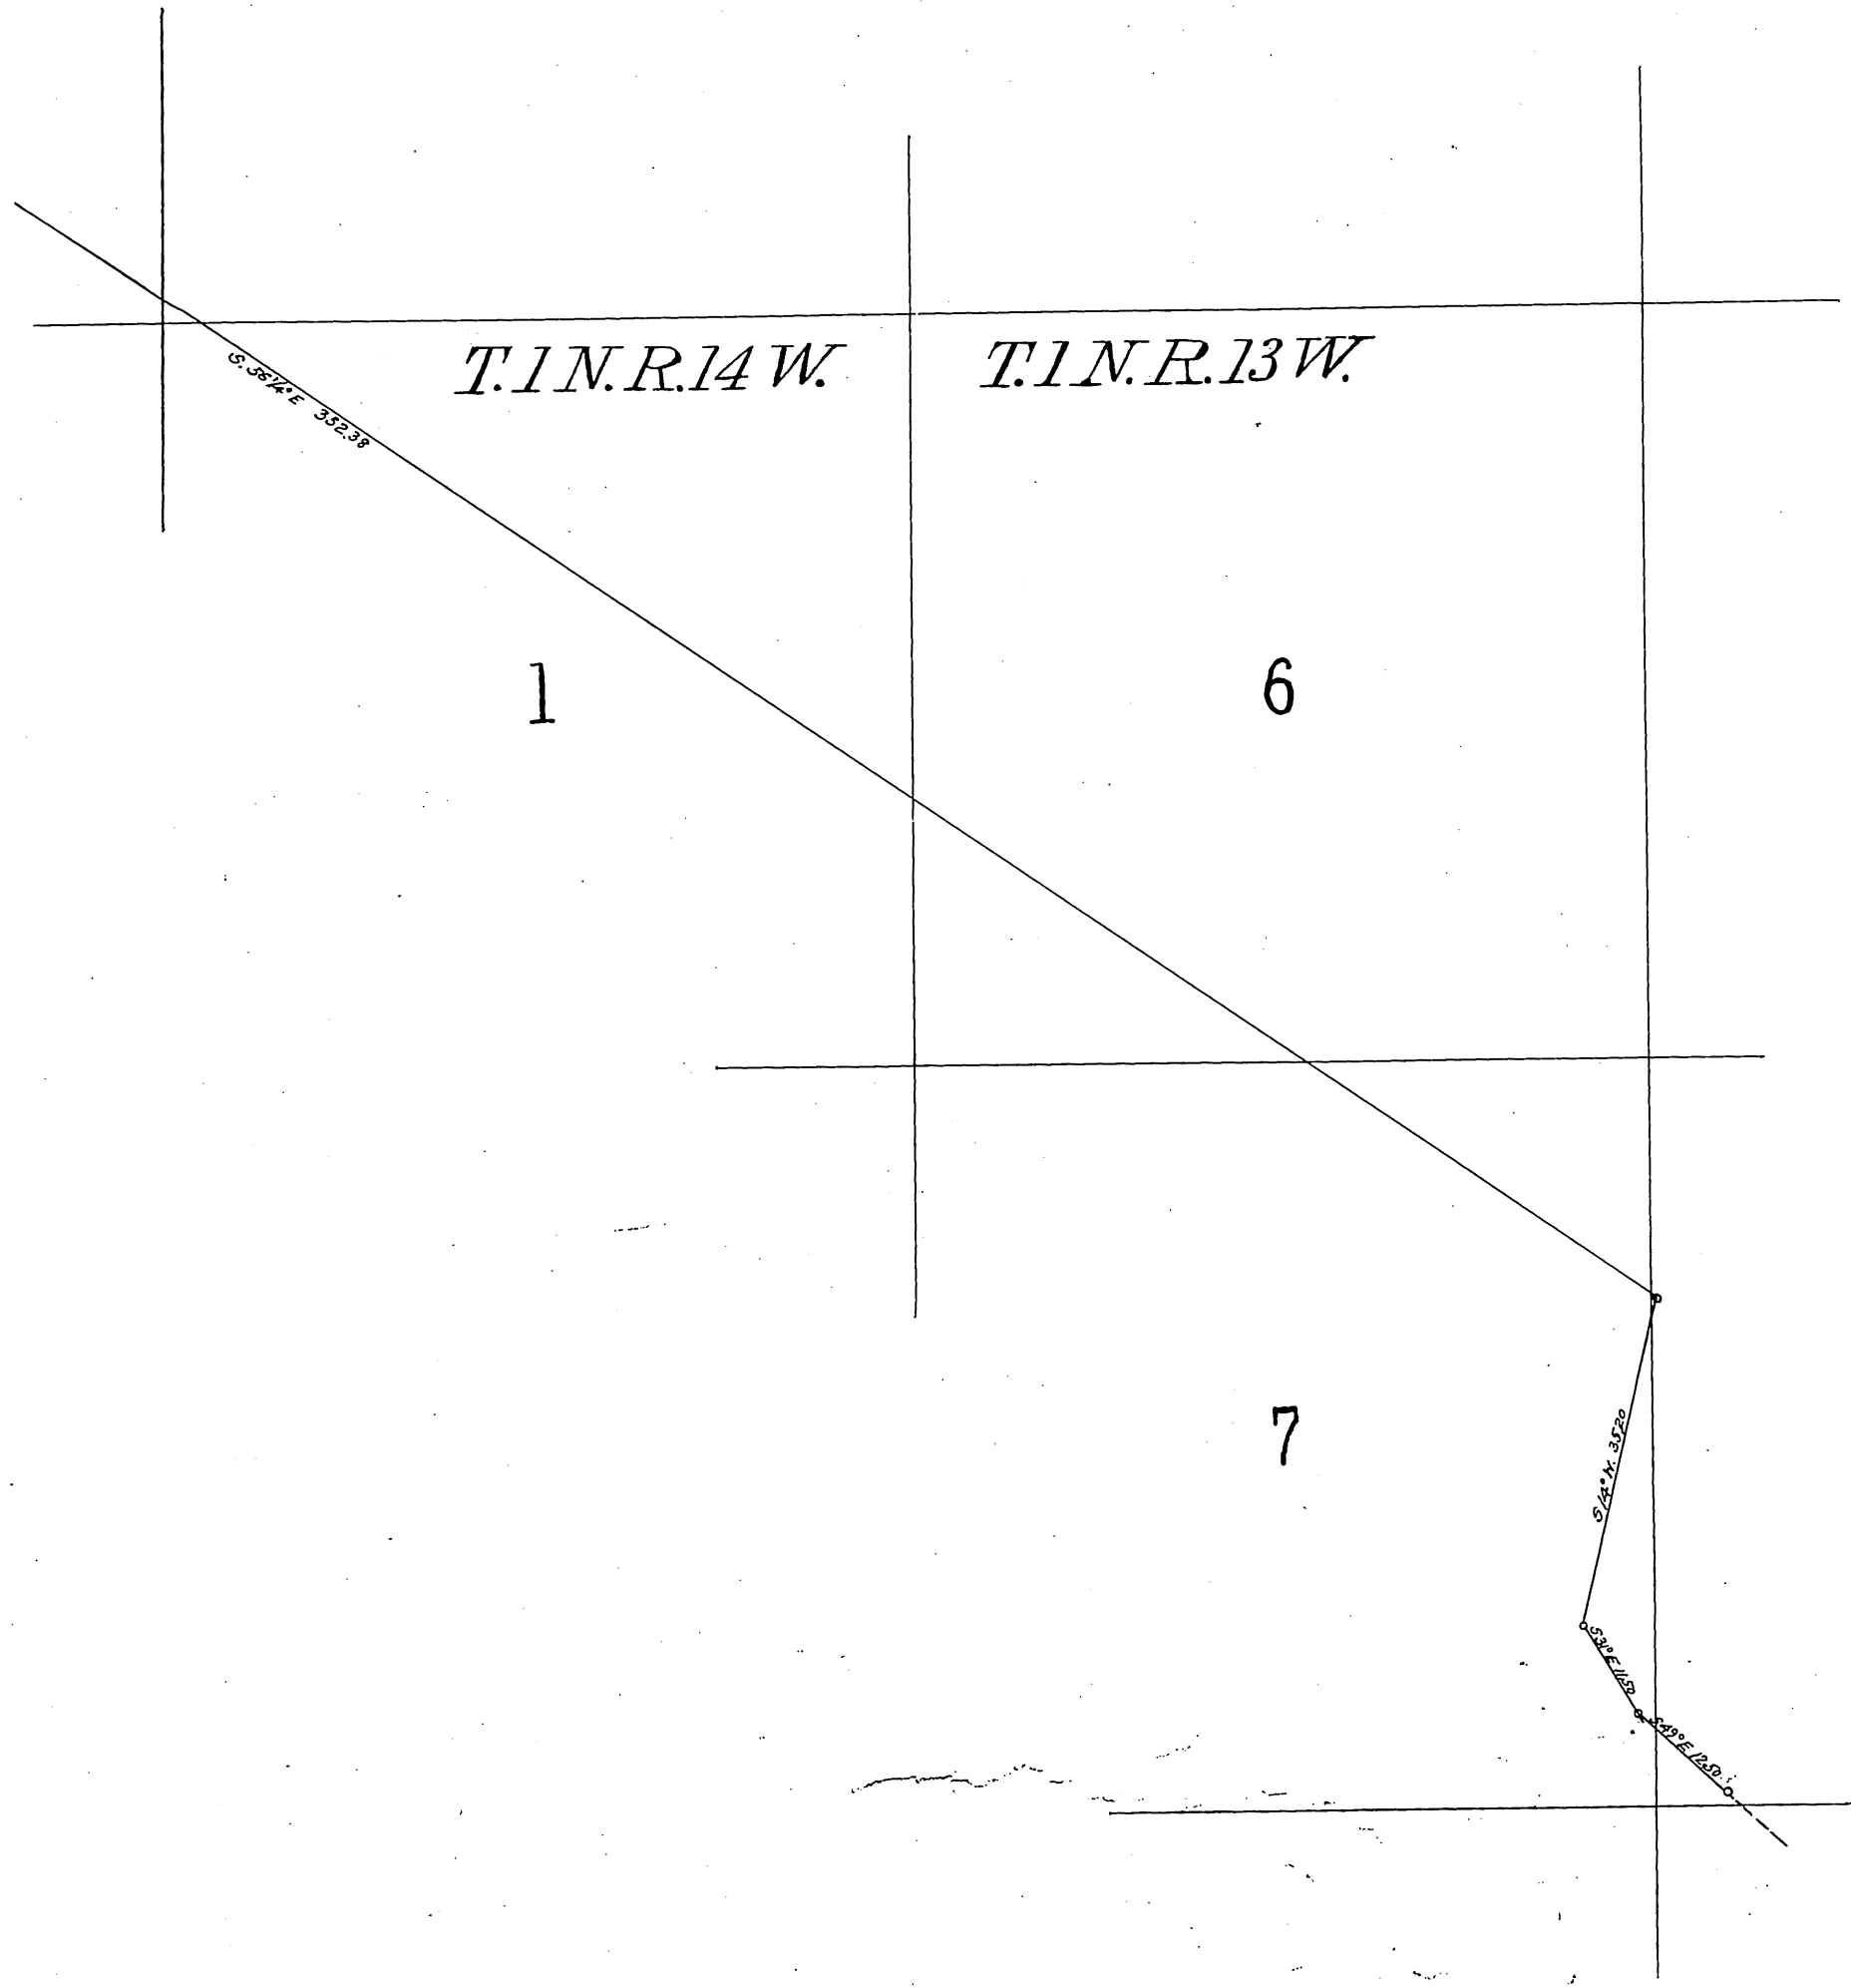 T.1N.R.14W.
T.1N.R.13W.
S. 56¼° E 352.38
1
6
7
S 14° W. 35.20
S 31° E 11.50
S 49° E 12.50